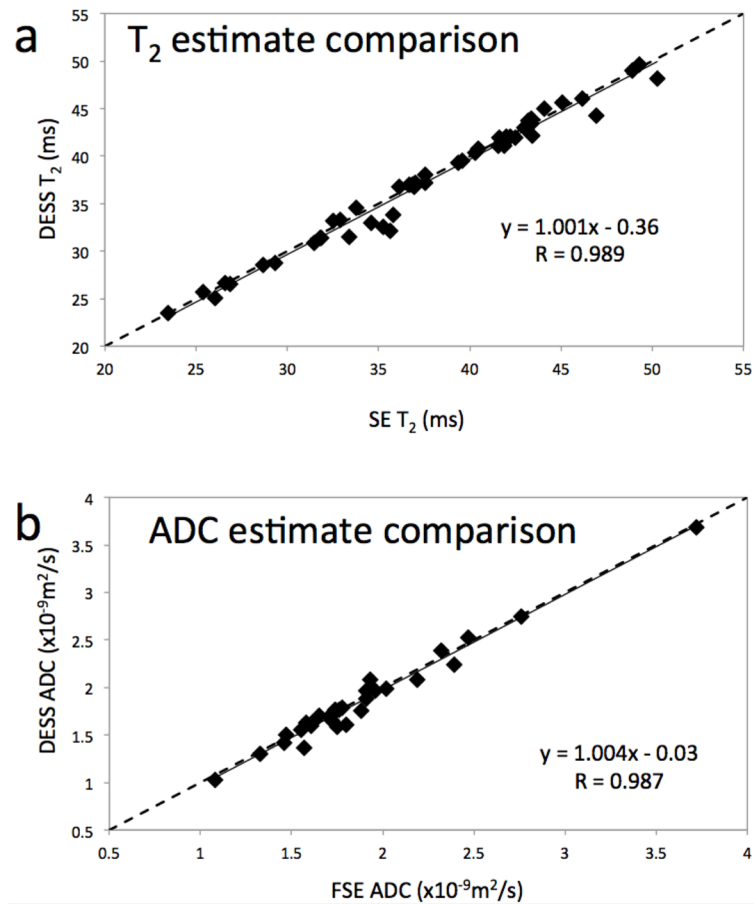 a T₂ estimate comparison
55
50
45
40
35
30
25
20
DESS T₂ (ms)
y = 1.001x - 0.36
R = 0.989
20 25 30 35 40 45 50 55
SE T₂ (ms)
b ADC estimate comparison
4
3.5
3
2.5
2
1.5
1
0.5
DESS ADC (x10⁻⁹m²/s)
y = 1.004x - 0.03
R = 0.987
0.5 1 1.5 2 2.5 3 3.5 4
FSE ADC (x10⁻⁹m²/s)